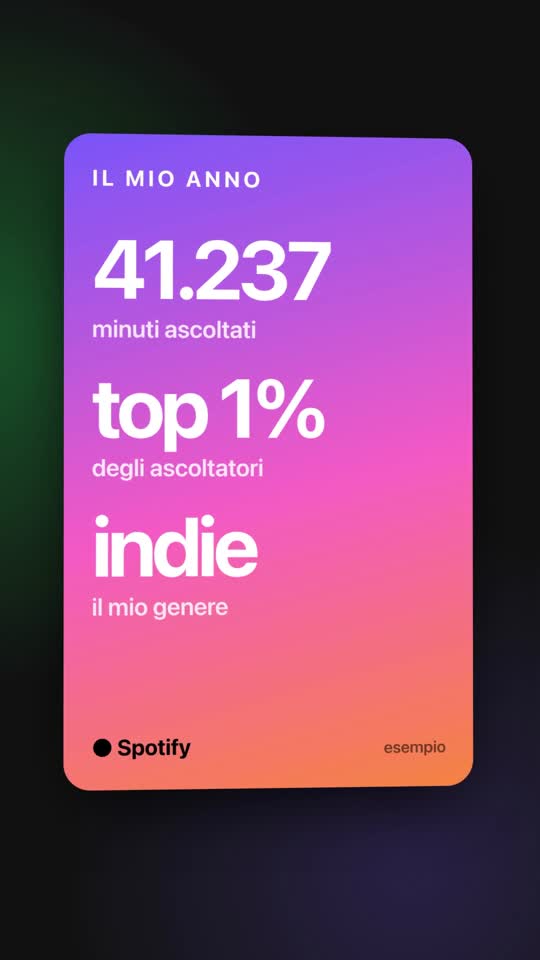 IL MIO ANNO
41.237
minuti ascoltati
top 1%
degli ascoltatori
indie
il mio genere
Spotify
esempio